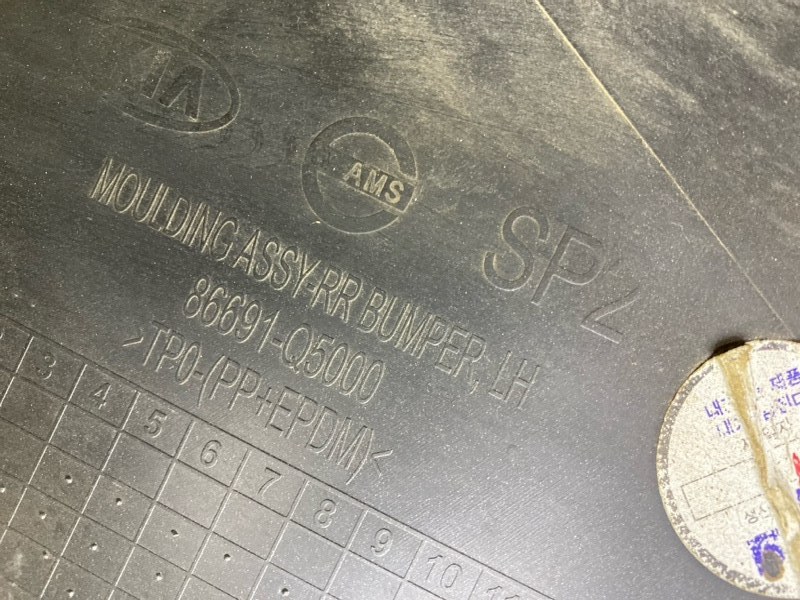 KIA
AMS
SP2
MOULDING ASSY-RR BUMPER, LH
86691-Q5000
>TPO-(PP+EPDM)<
3 4 5 6 7 8 9 10 11